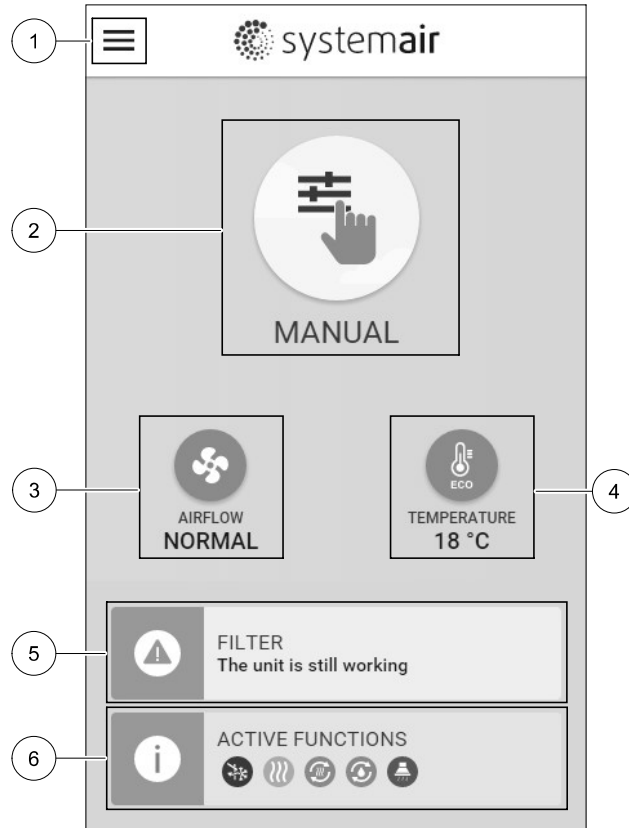 1
systemair
2
MANUAL
3
AIRFLOW
NORMAL
ECO
TEMPERATURE
18 °C
4
5
FILTER
The unit is still working
6
ACTIVE FUNCTIONS